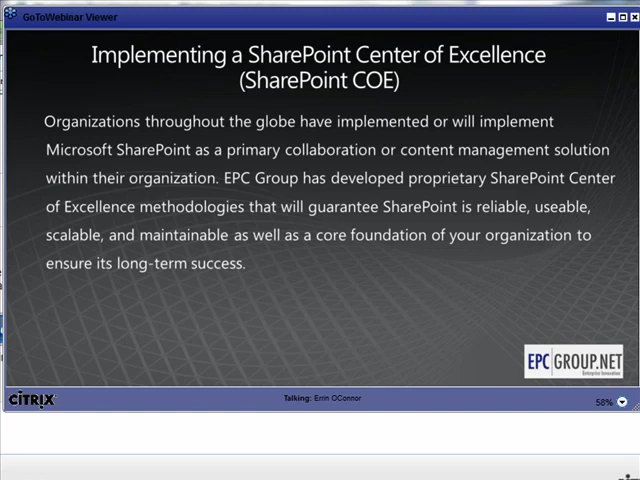 GoToWebinar Viewer
Implementing a SharePoint Center of Excellence
(SharePoint COE)
Organizations throughout the globe have implemented or will implement
Microsoft SharePoint as a primary collaboration or content management solution
within their organization. EPC Group has developed proprietary SharePoint Center
of Excellence methodologies that will guarantee SharePoint is reliable, useable,
scalable, and maintainable as well as a core foundation of your organization to
ensure its long-term success.
EPC GROUP.NET
Enterprise Innovation
CITRIX
Talking: Errin OConnor
58%